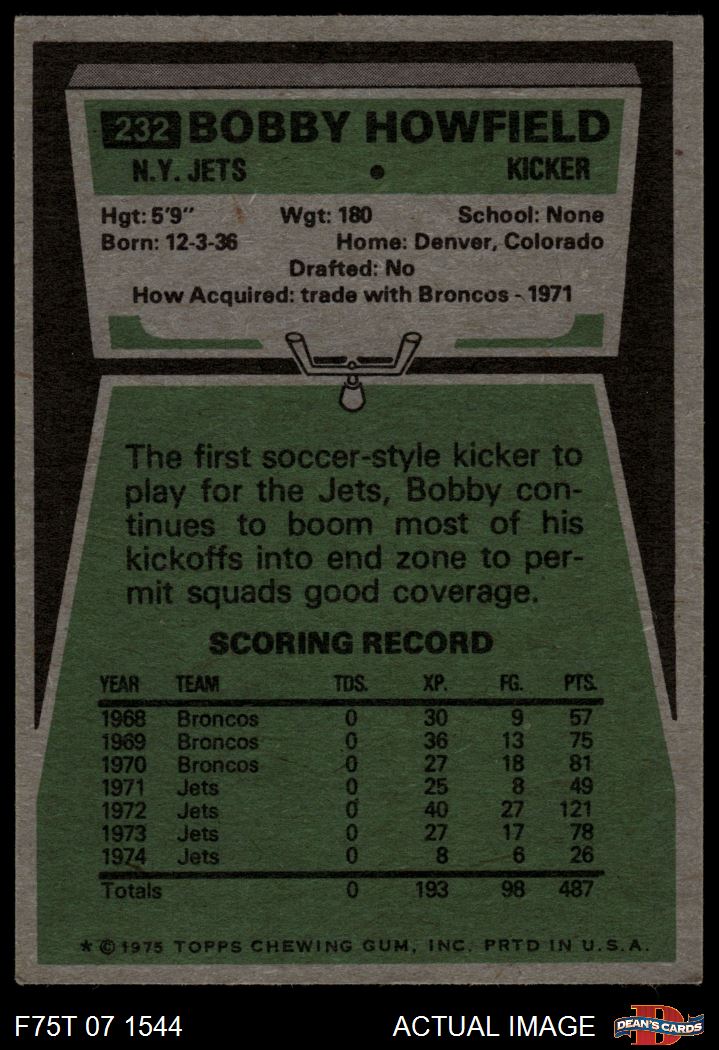 232 BOBBY HOWFIELD
N.Y. JETS • KICKER
Hgt: 5'9" Wgt: 180 School: None
Born: 12-3-36 Home: Denver, Colorado
Drafted: No
How Acquired: trade with Broncos - 1971
The first soccer-style kicker to
play for the Jets, Bobby con-
tinues to boom most of his
kickoffs into end zone to per-
mit squads good coverage.
SCORING RECORD
YEAR TEAM TDS. XP. FG. PTS.
1968 Broncos 0 30 9 57
1969 Broncos 0 36 13 75
1970 Broncos 0 27 18 81
1971 Jets 0 25 8 49
1972 Jets 0 40 27 121
1973 Jets 0 27 17 78
1974 Jets 0 8 6 26
Totals 0 193 98 487
* © 1975 TOPPS CHEWING GUM, INC. PRTD IN U.S.A.
F75T 07 1544 ACTUAL IMAGE D DEAN'S CARDS